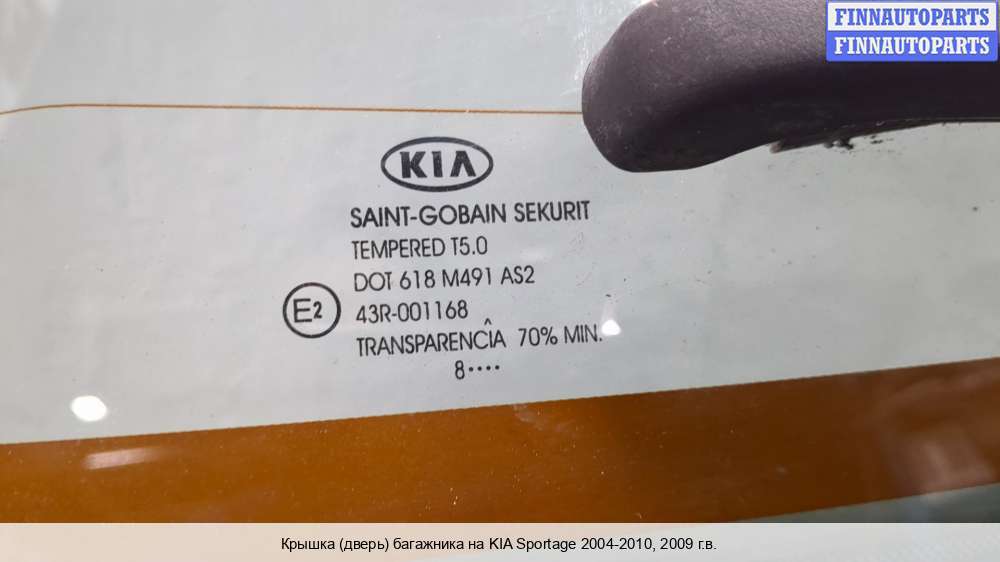 FINNAUTOPARTS
FINNAUTOPARTS
KIA
SAINT-GOBAIN SEKURIT
TEMPERED T5.0
DOT 618 M491 AS2
E2
43R-001168
TRANSPARENCÎA 70% MIN.
8····
Крышка (дверь) багажника на KIA Sportage 2004-2010, 2009 г.в.